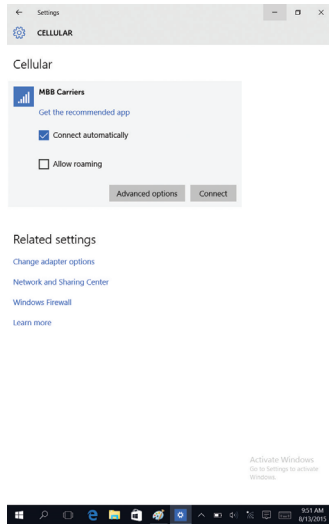 Settings
CELLULAR
Cellular
MBB Carriers
Get the recommended app
Connect automatically
Allow roaming
Advanced options
Connect
Related settings
Change adapter options
Network and Sharing Center
Windows Firewall
Learn more
Activate Windows
Go to Settings to activate
Windows.
9:51 AM
8/13/2015